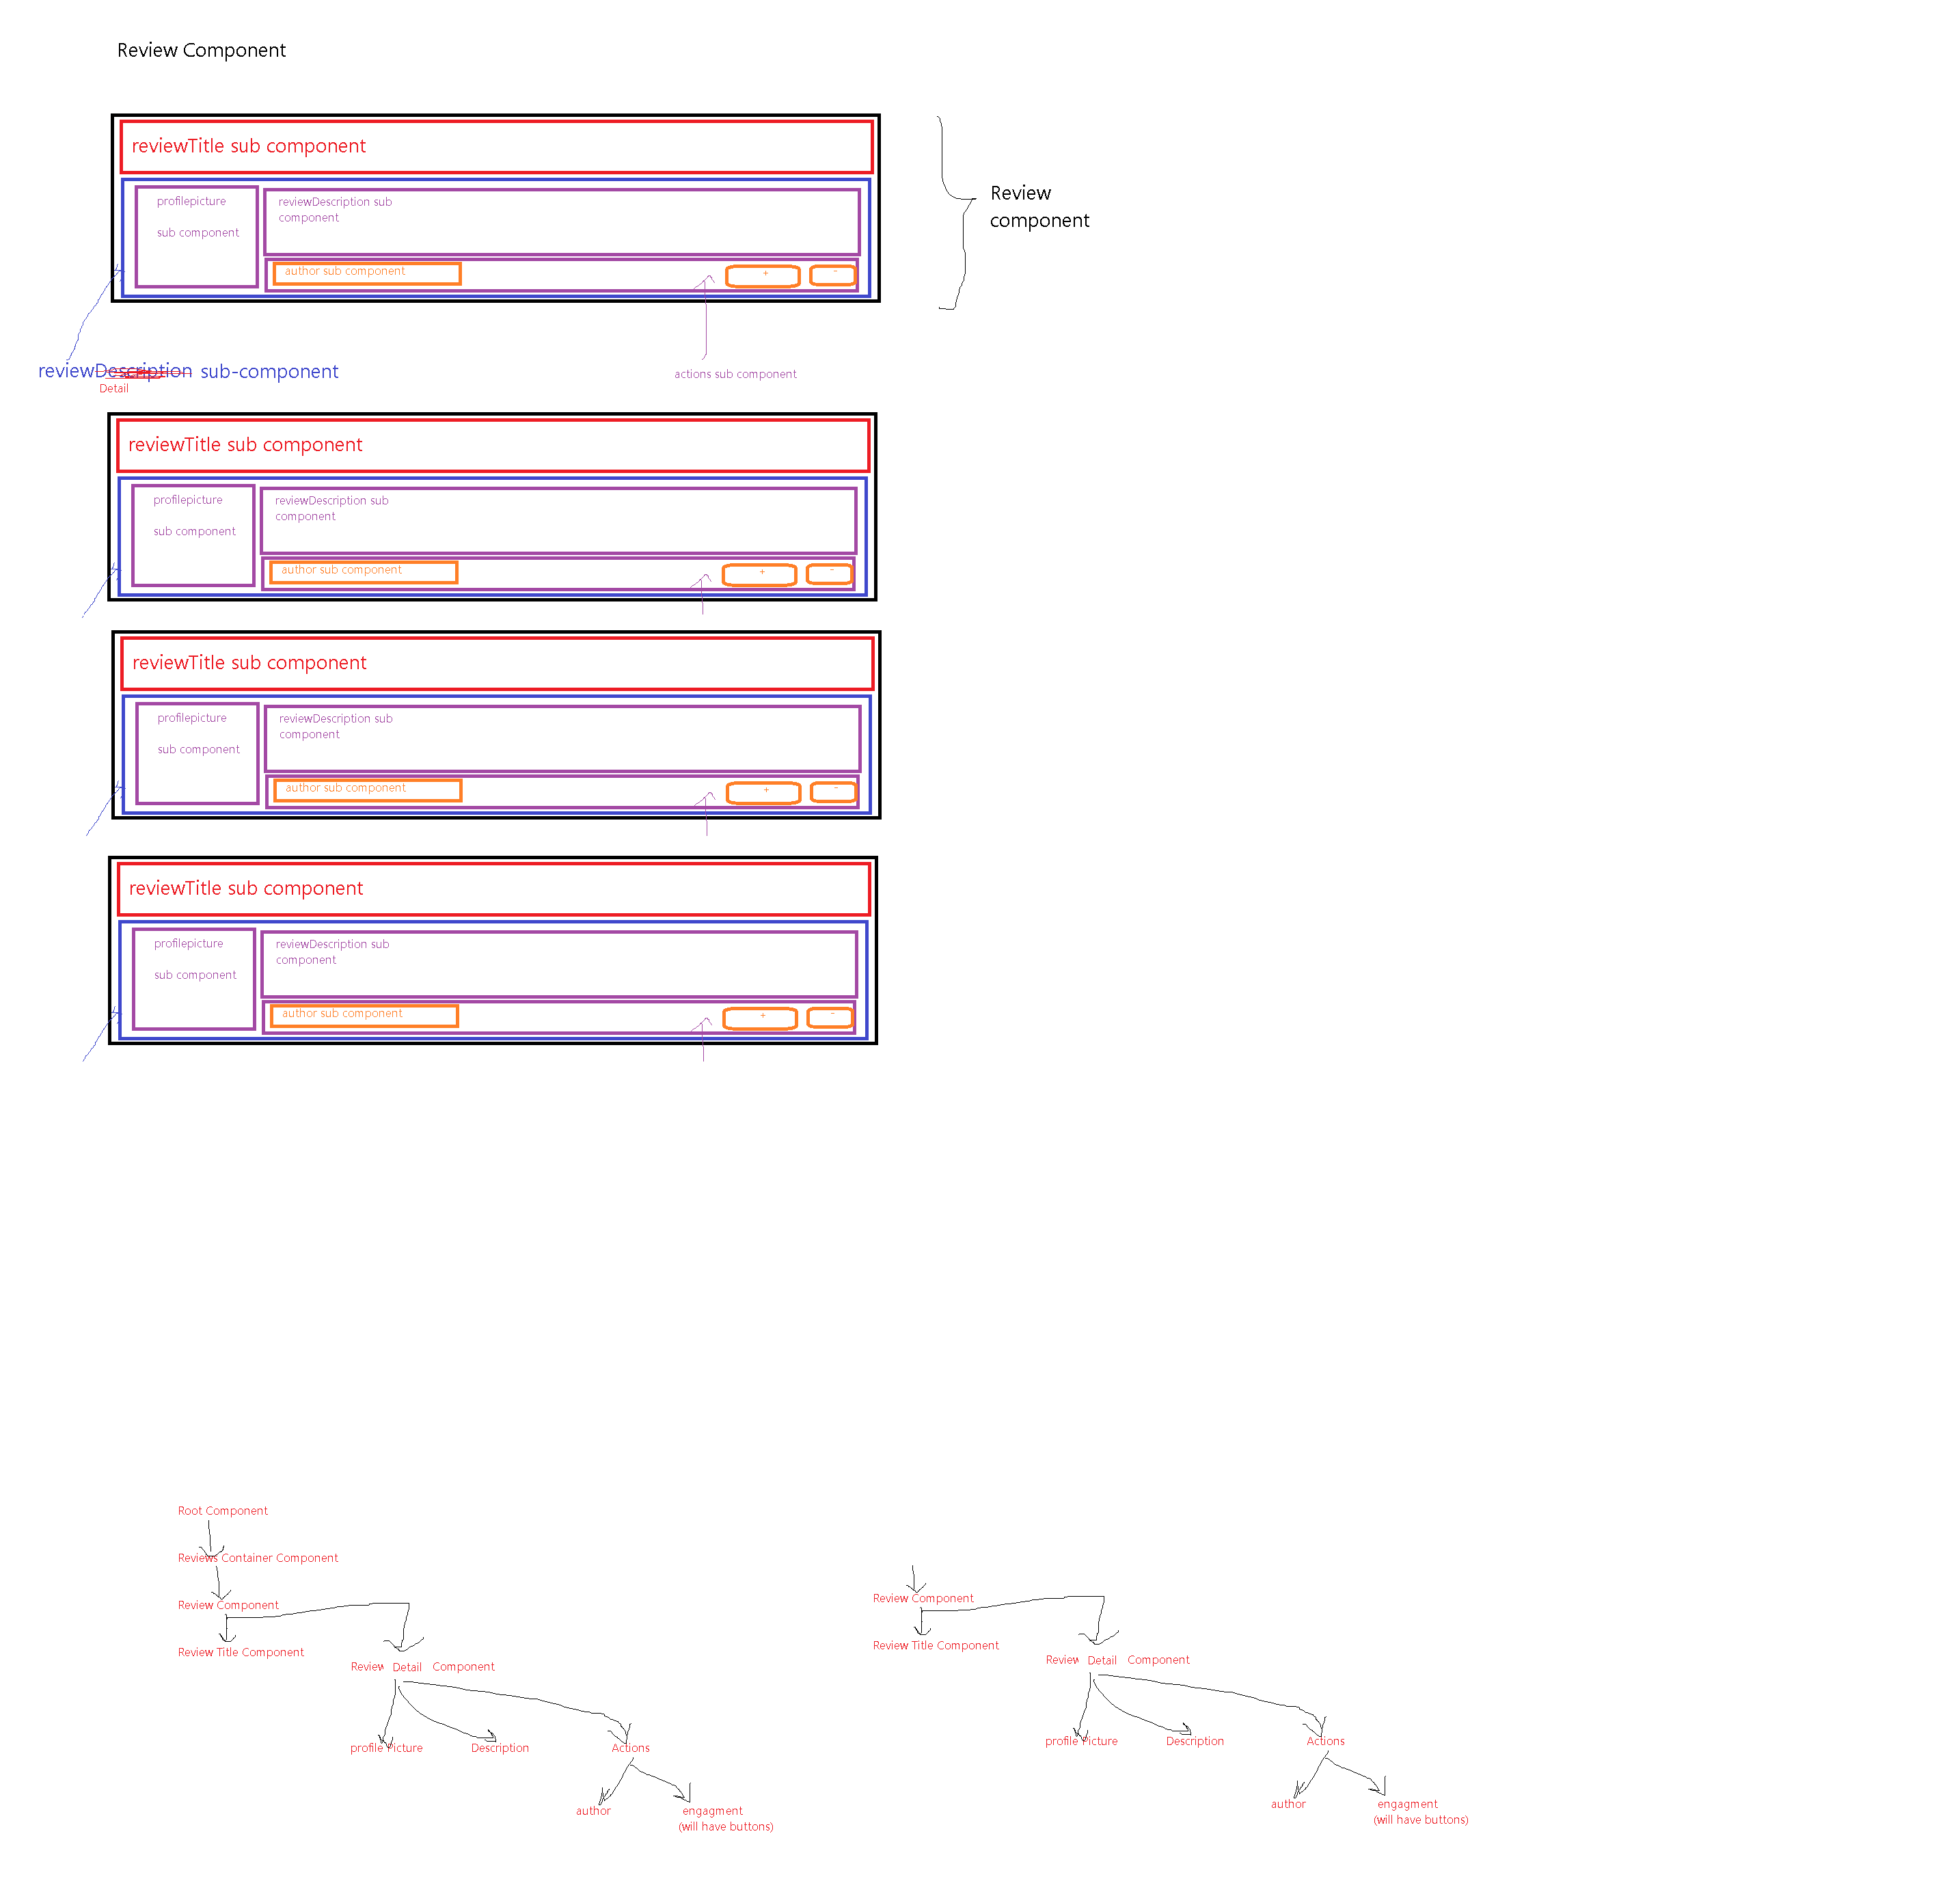 Review Component
reviewTitle sub component
profilepicture
sub component
reviewDescription sub
component
author sub component
+
-
Review
component
reviewDescription sub-component
Detail
actions sub component
reviewTitle sub component
profilepicture
sub component
reviewDescription sub
component
author sub component
+
-
reviewTitle sub component
profilepicture
sub component
reviewDescription sub
component
author sub component
+
-
reviewTitle sub component
profilepicture
sub component
reviewDescription sub
component
author sub component
+
-
Root Component
Reviews Container Component
Review Component
Review Title Component
Review Detail Component
profile Picture
Description
Actions
author
engagment
(will have buttons)
Review Component
Review Title Component
Review Detail Component
profile Picture
Description
Actions
author
engagment
(will have buttons)